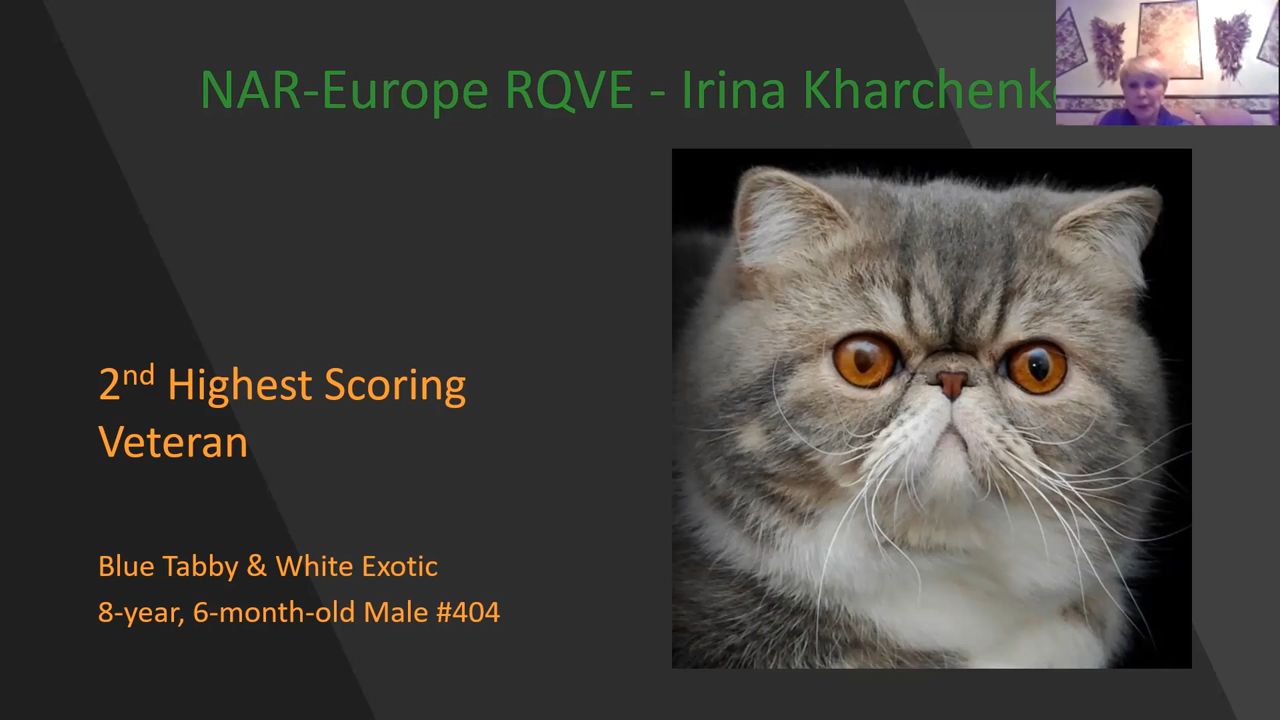 NAR-Europe RQVE - Irina Kharchenk
2nd Highest Scoring
Veteran
Blue Tabby & White Exotic
8-year, 6-month-old Male #404